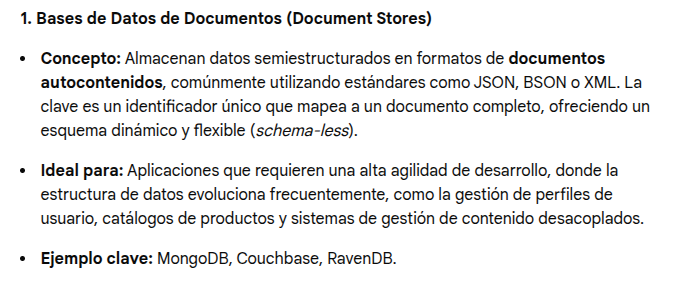 1. Bases de Datos de Documentos (Document Stores)
• Concepto: Almacenan datos semiestructurados en formatos de documentos
autocontenidos, comúnmente utilizando estándares como JSON, BSON o XML. La
clave es un identificador único que mapea a un documento completo, ofreciendo un
esquema dinámico y flexible (schema-less).
• Ideal para: Aplicaciones que requieren una alta agilidad de desarrollo, donde la
estructura de datos evoluciona frecuentemente, como la gestión de perfiles de
usuario, catálogos de productos y sistemas de gestión de contenido desacoplados.
• Ejemplo clave: MongoDB, Couchbase, RavenDB.